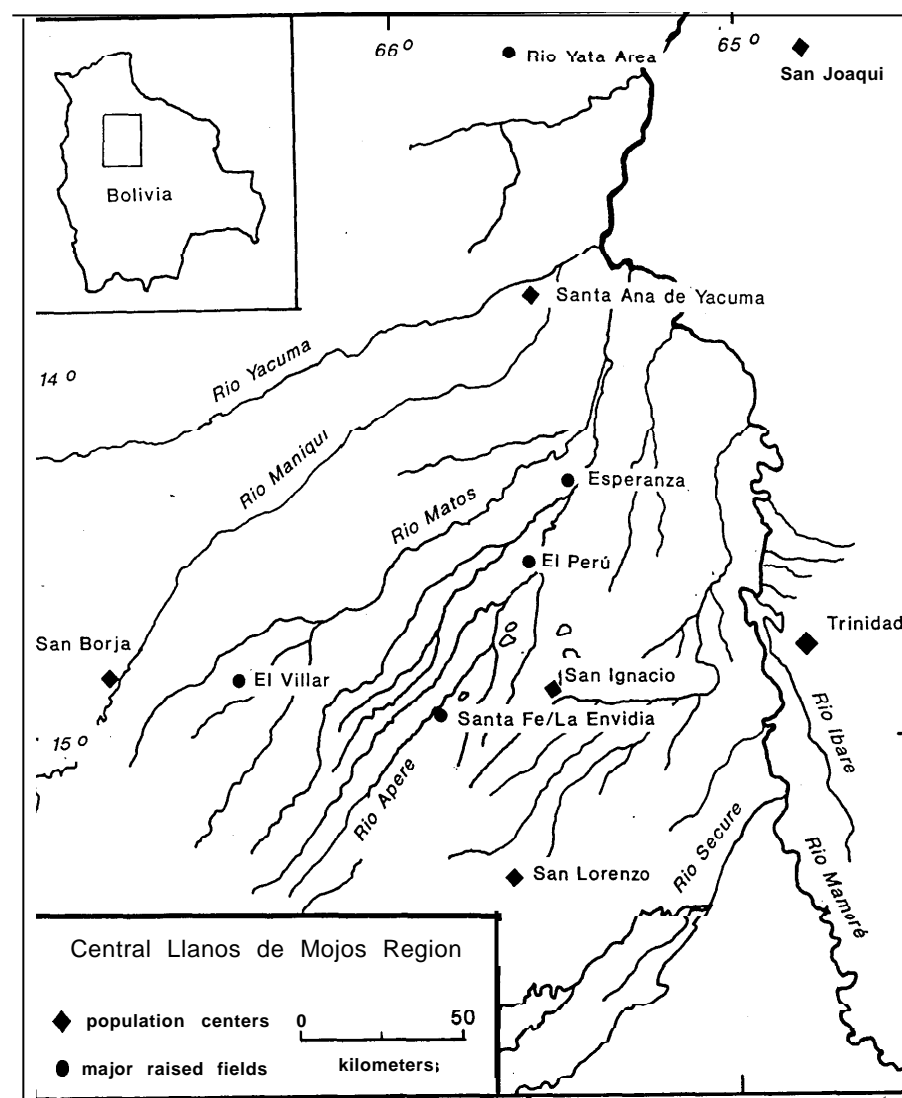 66 o
65 o
Rio Yata Area
San Joaqui
Bolivia
Santa Ana de Yacuma
14 o
Rio Yacuma
Rio Maniqui
Rio Matos
Esperanza
El Perú
San Borja
Trinidad
El Villar
San Ignacio
Santa Fe/La Envidia
15 o
Rio Ibare
Rio Apere
Rio Secure
San Lorenzo
Rio Mamoré
Central Llanos de Mojos Region
population centers
0 50
major raised fields
kilometers;